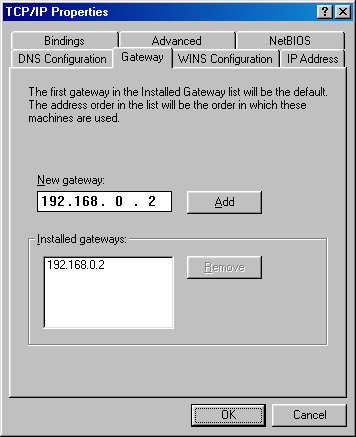 TCP/IP Properties
Bindings Advanced NetBIOS
DNS Configuration Gateway WINS Configuration IP Address
The first gateway in the Installed Gateway list will be the default.
The address order in the list will be the order in which these
machines are used.
New gateway:
192.168. 0 . 2 Add
Installed gateways:
192.168.0.2 Remove
OK Cancel